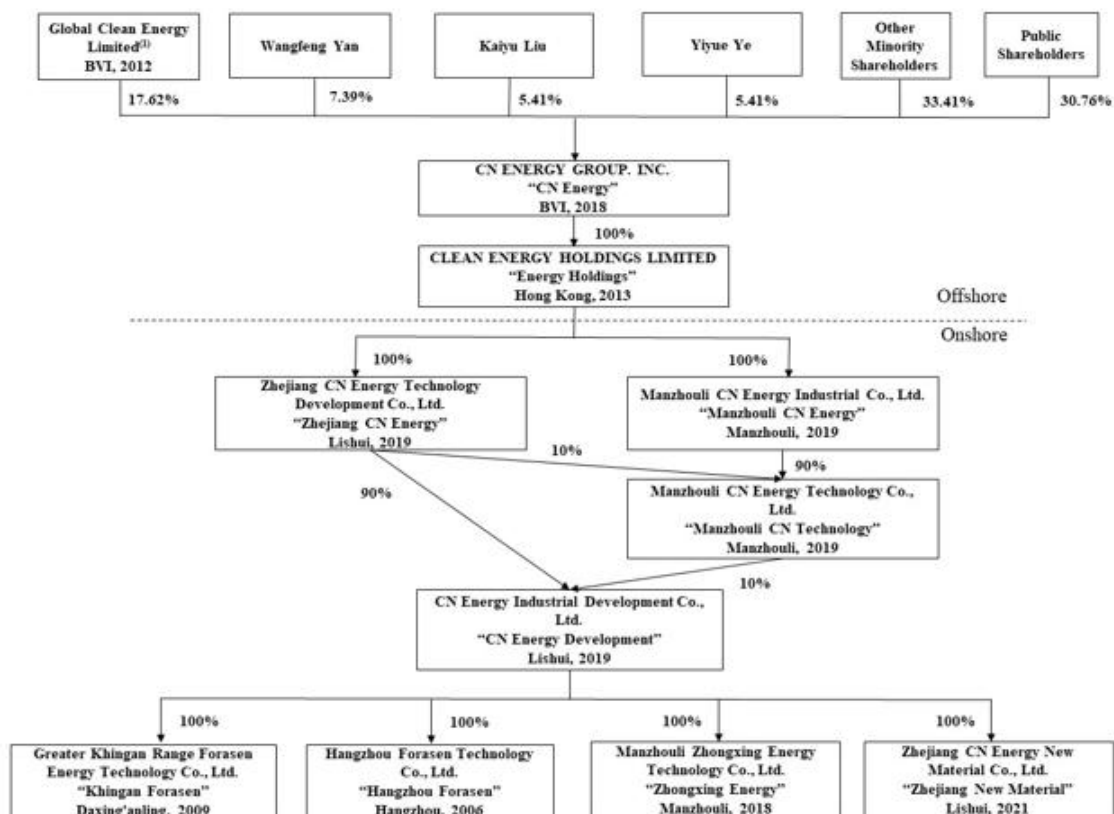 Global Clean Energy
Limited(1)
BVI, 2012
Wangfeng Yan
Kaiyu Liu
Yiyue Ye
Other
Minority
Shareholders
Public
Shareholders
17.62%
7.39%
5.41%
5.41%
33.41%
30.76%
CN ENERGY GROUP. INC.
“CN Energy”
BVI, 2018
100%
CLEAN ENERGY HOLDINGS LIMITED
“Energy Holdings”
Hong Kong, 2013
Offshore
Onshore
100%
100%
Zhejiang CN Energy Technology
Development Co., Ltd.
“Zhejiang CN Energy”
Lishui, 2019
Manzhouli CN Energy Industrial Co., Ltd.
“Manzhouli CN Energy”
Manzhouli, 2019
10%
90%
90%
Manzhouli CN Energy Technology Co.,
Ltd.
“Manzhouli CN Technology”
Manzhouli, 2019
10%
CN Energy Industrial Development Co.,
Ltd.
“CN Energy Development”
Lishui, 2019
100%
100%
100%
100%
Greater Khingan Range Forasen
Energy Technology Co., Ltd.
“Khingan Forasen”
Daxing'anling, 2009
Hangzhou Forasen Technology
Co., Ltd.
“Hangzhou Forasen”
Hangzhou, 2006
Manzhouli Zhongxing Energy
Technology Co., Ltd.
“Zhongxing Energy”
Manzhouli, 2018
Zhejiang CN Energy New
Material Co., Ltd.
“Zhejiang New Material”
Lishui, 2021